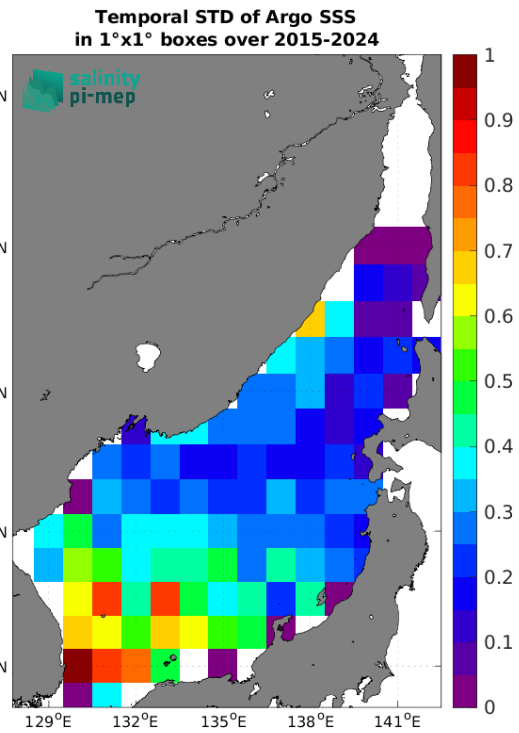 Temporal STD of Argo SSS
in 1°x1° boxes over 2015-2024
salinity
pi-mep
N
N
N
N
N
1
0.9
0.8
0.7
0.6
0.5
0.4
0.3
0.2
0.1
0
129°E 132°E 135°E 138°E 141°E